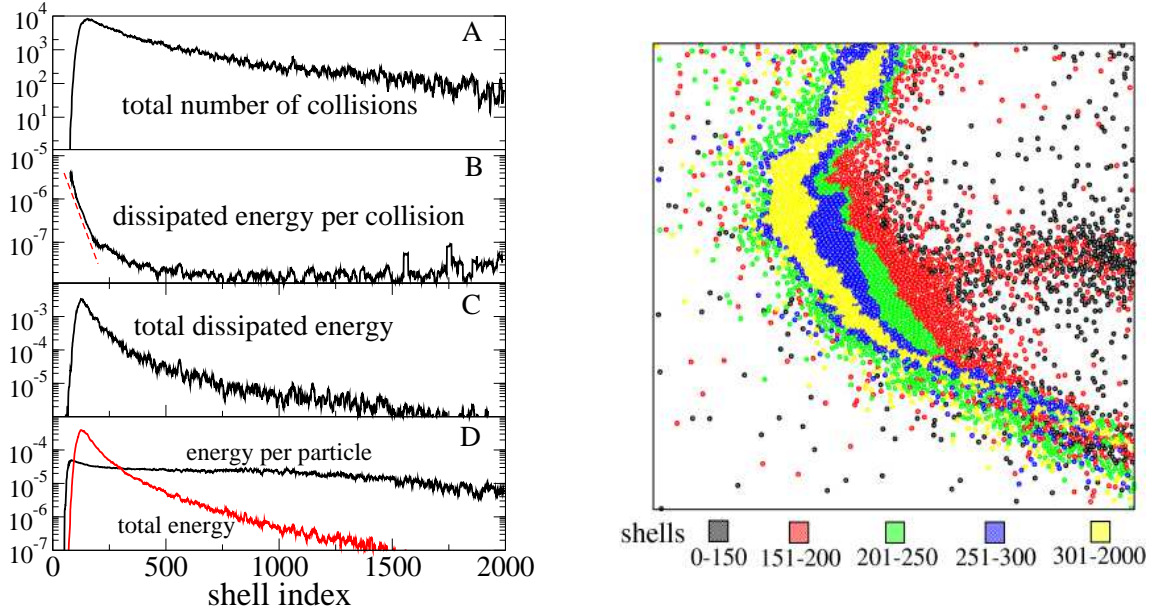 10^4
10^3
10^2
10^1
A
total number of collisions
10^-5
10^-6
10^-7
B
dissipated energy per collision
10^-3
10^-4
10^-5
C
total dissipated energy
10^-4
10^-5
10^-6
10^-7
D
energy per particle
total energy
0 500 1000 1500 2000
shell index
shells
0-150 151-200 201-250 251-300 301-2000